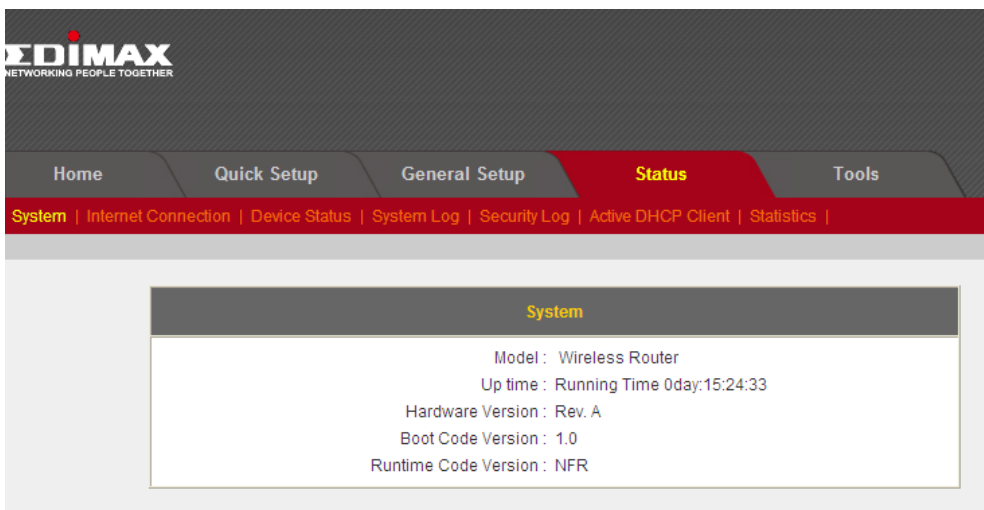 EDIMAX
NETWORKING PEOPLE TOGETHER
Home Quick Setup General Setup Status Tools
System | Internet Connection | Device Status | System Log | Security Log | Active DHCP Client | Statistics |
System
Model : Wireless Router
Up time : Running Time 0day:15:24:33
Hardware Version : Rev. A
Boot Code Version : 1.0
Runtime Code Version : NFR